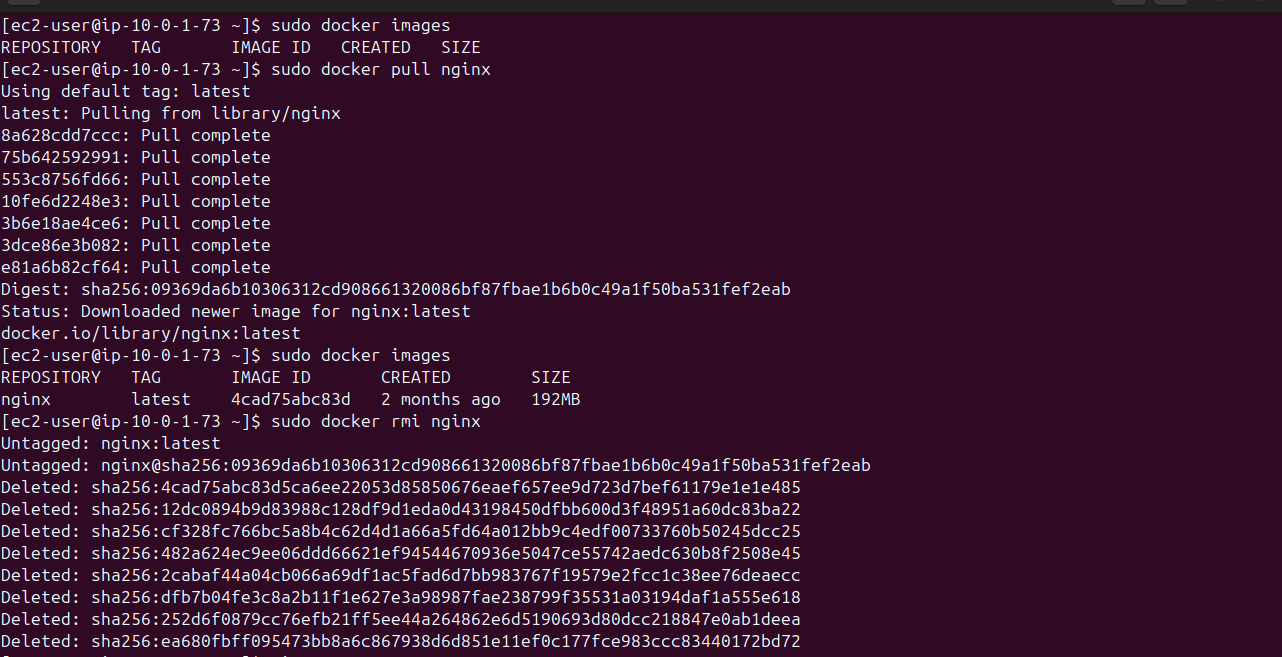 [ec2-user@ip-10-0-1-73 ~]$ sudo docker images
REPOSITORY   TAG       IMAGE ID   CREATED   SIZE
[ec2-user@ip-10-0-1-73 ~]$ sudo docker pull nginx
Using default tag: latest
latest: Pulling from library/nginx
8a628cdd7ccc: Pull complete
75b642592991: Pull complete
553c8756fd66: Pull complete
10fe6d2248e3: Pull complete
3b6e18ae4ce6: Pull complete
3dce86e3b082: Pull complete
e81a6b82cf64: Pull complete
Digest: sha256:09369da6b10306312cd908661320086bf87fbae1b6b0c49a1f50ba531fef2eab
Status: Downloaded newer image for nginx:latest
docker.io/library/nginx:latest
[ec2-user@ip-10-0-1-73 ~]$ sudo docker images
REPOSITORY   TAG       IMAGE ID       CREATED        SIZE
nginx        latest    4cad75abc83d   2 months ago   192MB
[ec2-user@ip-10-0-1-73 ~]$ sudo docker rmi nginx
Untagged: nginx:latest
Untagged: nginx@sha256:09369da6b10306312cd908661320086bf87fbae1b6b0c49a1f50ba531fef2eab
Deleted: sha256:4cad75abc83d5ca6ee22053d85850676eaef657ee9d723d7bef61179e1e1e485
Deleted: sha256:12dc0894b9d83988c128df9d1eda0d43198450dfbb600d3f48951a60dc83ba22
Deleted: sha256:cf328fc766bc5a8b4c62d4d1a66a5fd64a012bb9c4edf00733760b50245dcc25
Deleted: sha256:482a624ec9ee06ddd66621ef94544670936e5047ce55742aedc630b8f2508e45
Deleted: sha256:2cabaf44a04cb066a69df1ac5fad6d7bb983767f19579e2fcc1c38ee76deaecc
Deleted: sha256:dfb7b04fe3c8a2b11f1e627e3a98987fae238799f35531a03194daf1a555e618
Deleted: sha256:252d6f0879cc76efb21ff5ee44a264862e6d5190693d80dcc218847e0ab1deea
Deleted: sha256:ea680fbff095473bb8a6c867938d6d851e11ef0c177fce983ccc83440172bd72